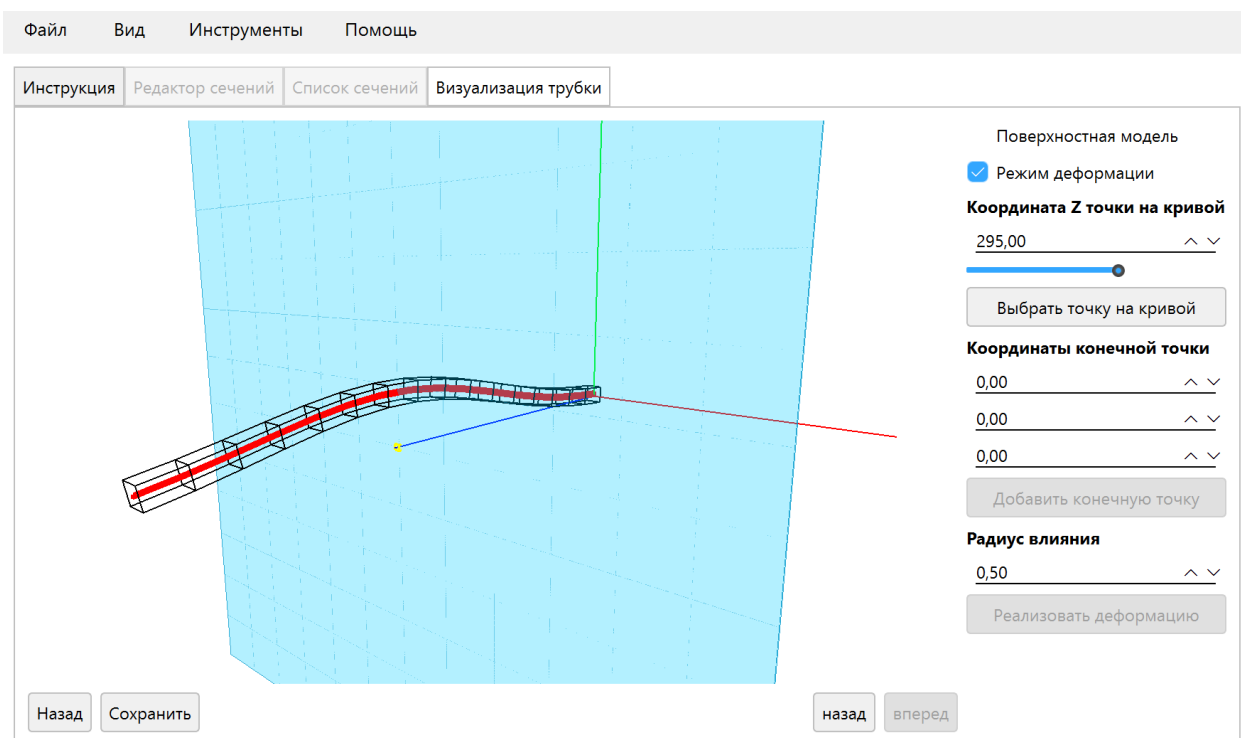 Файл Вид Инструменты Помощь
Инструкция Редактор сечений Список сечений Визуализация трубки
Поверхностная модель
Режим деформации
Координата Z точки на кривой
295,00
Выбрать точку на кривой
Координаты конечной точки
0,00
0,00
0,00
Добавить конечную точку
Радиус влияния
0,50
Реализовать деформацию
Назад Сохранить назад вперед